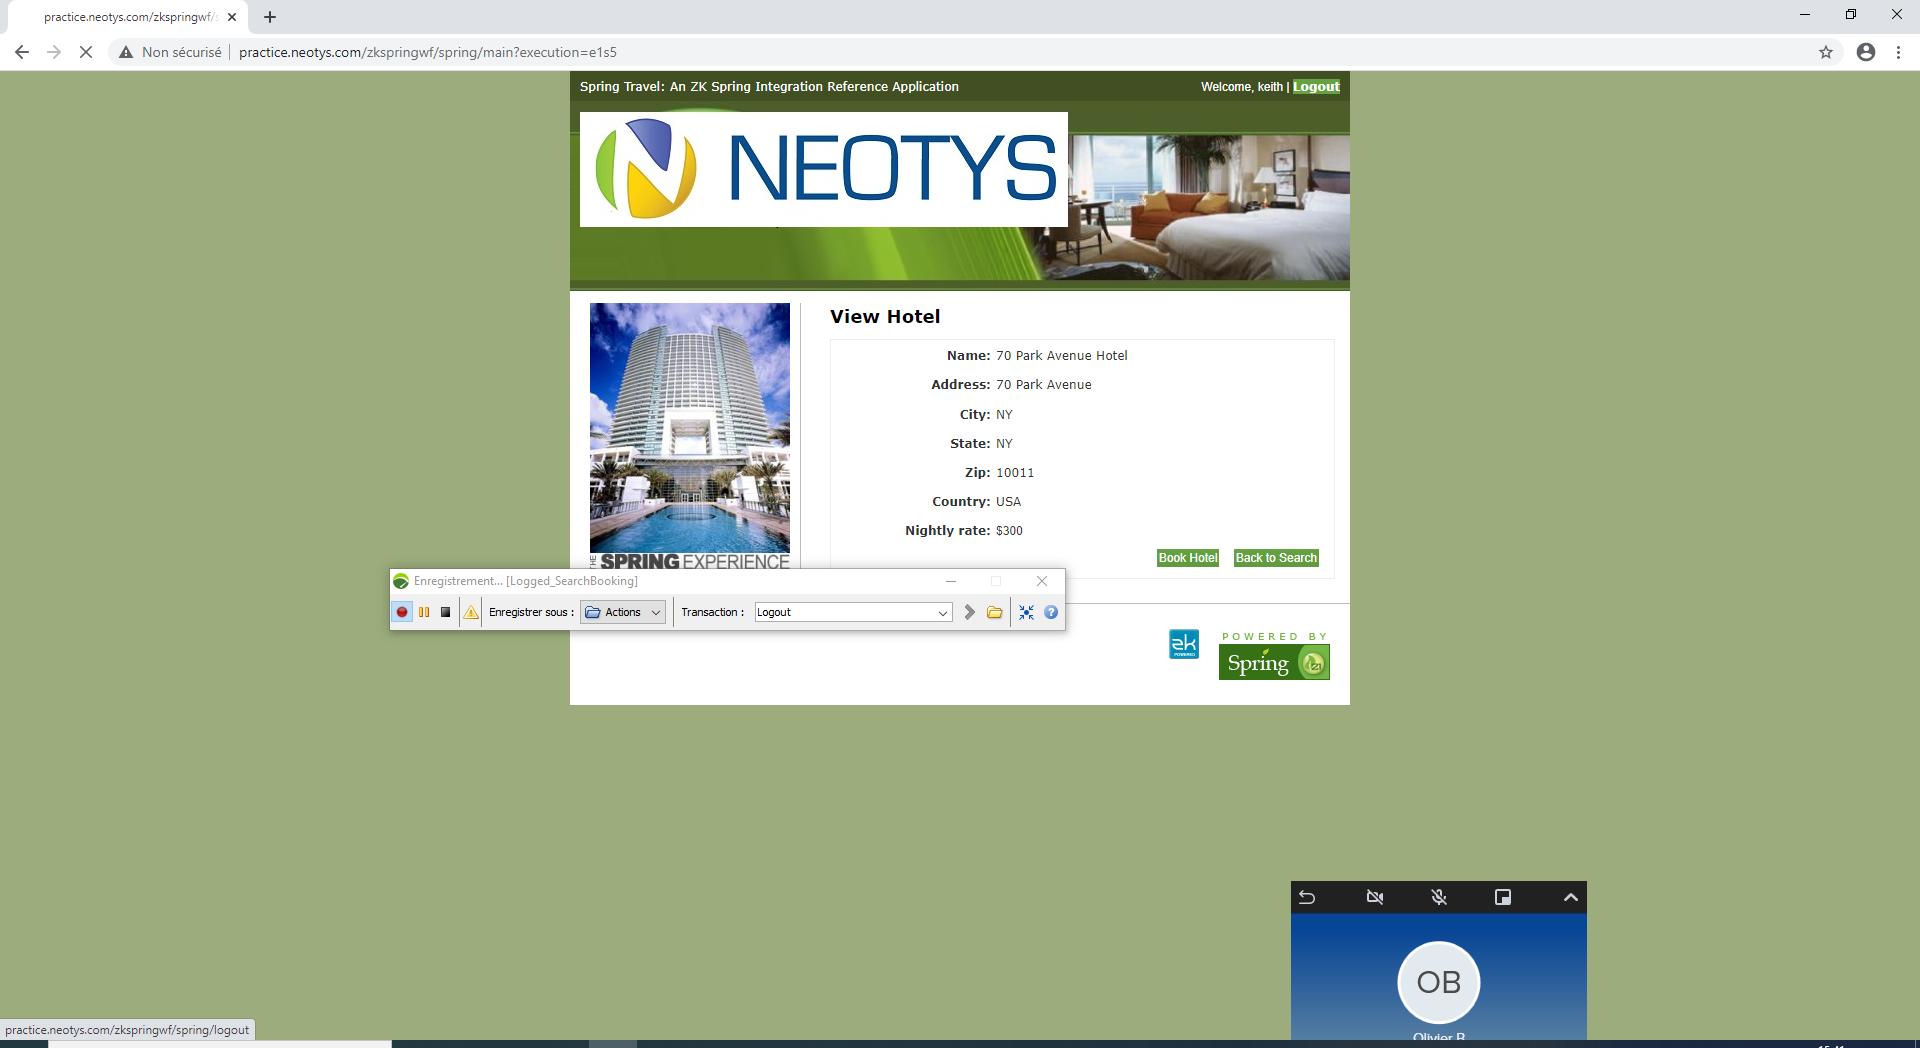 practice.neotys.com/zkspringwf/s
Non sécurisé
practice.neotys.com/zkspringwf/spring/main?execution=e1s5
Spring Travel: An ZK Spring Integration Reference Application
Welcome, keith | Logout
NEOTYS
View Hotel
Name: 70 Park Avenue Hotel
Address: 70 Park Avenue
City: NY
State: NY
Zip: 10011
Country: USA
Nightly rate: $300
Book Hotel Back to Search
THE SPRING EXPERIENCE
Enregistrement... [Logged_SearchBooking]
Enregistrer sous : Actions Transaction : Logout
zk
POWERED
POWERED BY
Spring
OB
Olivier B
practice.neotys.com/zkspringwf/spring/logout